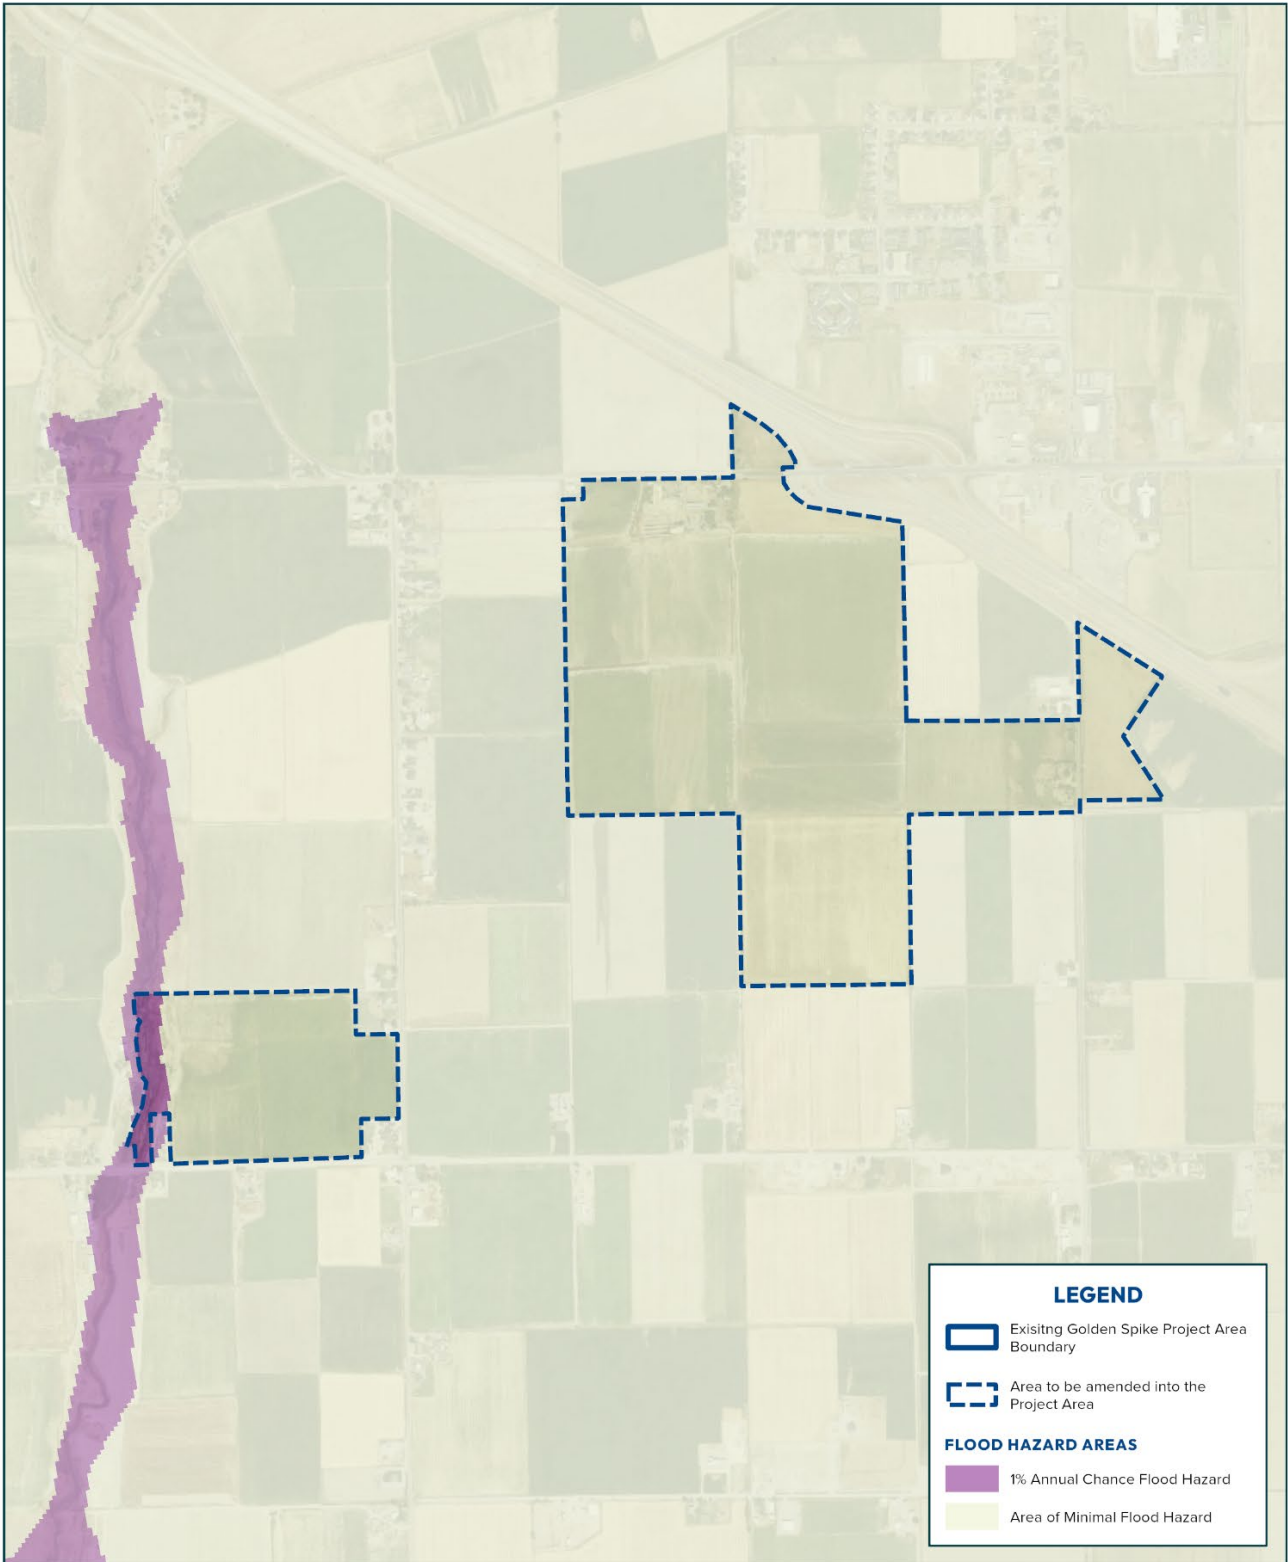 LEGEND
Exisitng Golden Spike Project Area
Boundary
Area to be amended into the
Project Area
FLOOD HAZARD AREAS
1% Annual Chance Flood Hazard
Area of Minimal Flood Hazard